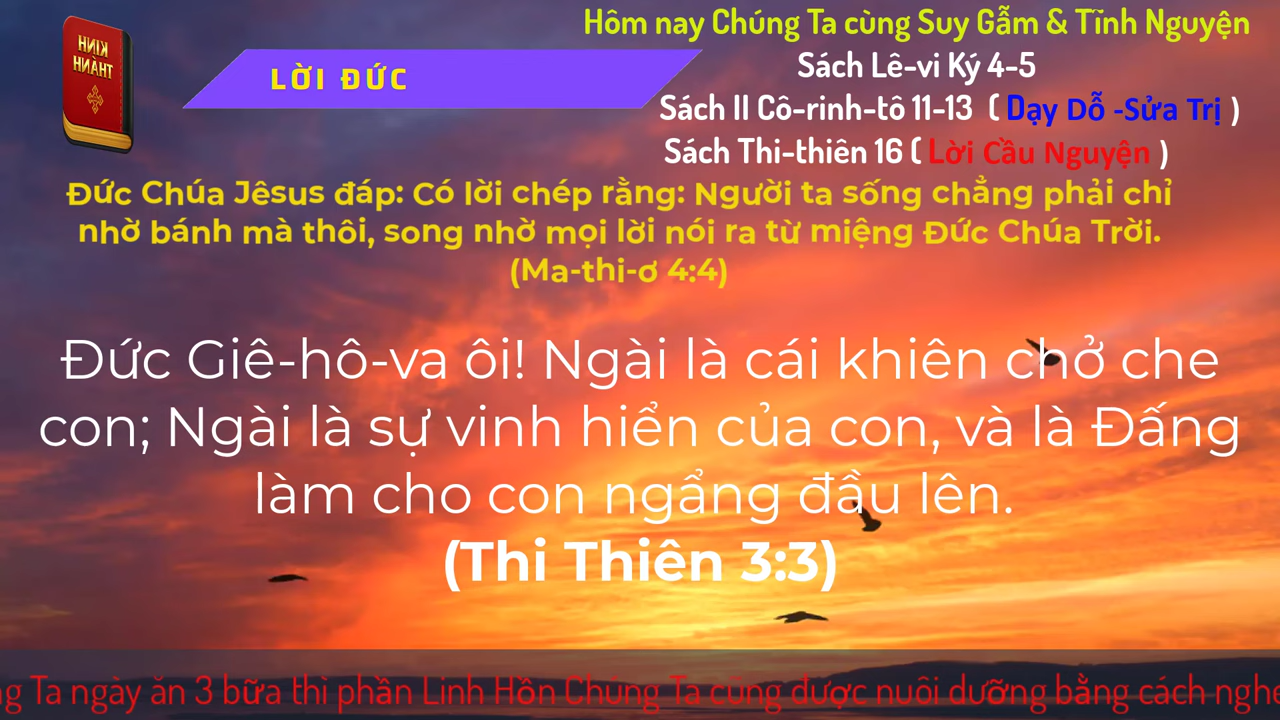 KINH
THÁNH
LỜI ĐỨC
Hôm nay Chúng Ta cùng Suy Gẫm & Tĩnh Nguyện
Sách Lê-vi Ký 4-5
Sách II Cô-rinh-tô 11-13 ( Dạy Dỗ -Sửa Trị )
Sách Thi-thiên 16 ( Lời Cầu Nguyện )
Đức Chúa Jêsus đáp: Có lời chép rằng: Người ta sống chẳng phải chỉ
nhờ bánh mà thôi, song nhờ mọi lời nói ra từ miệng Đức Chúa Trời.
(Ma-thi-ơ 4:4)
Đức Giê-hô-va ôi! Ngài là cái khiên chở che
con; Ngài là sự vinh hiển của con, và là Đấng
làm cho con ngẩng đầu lên.
(Thi Thiên 3:3)
Ta ngày ăn 3 bữa thì phần Linh Hồn Chúng Ta cũng được nuôi dưỡng bằng cách